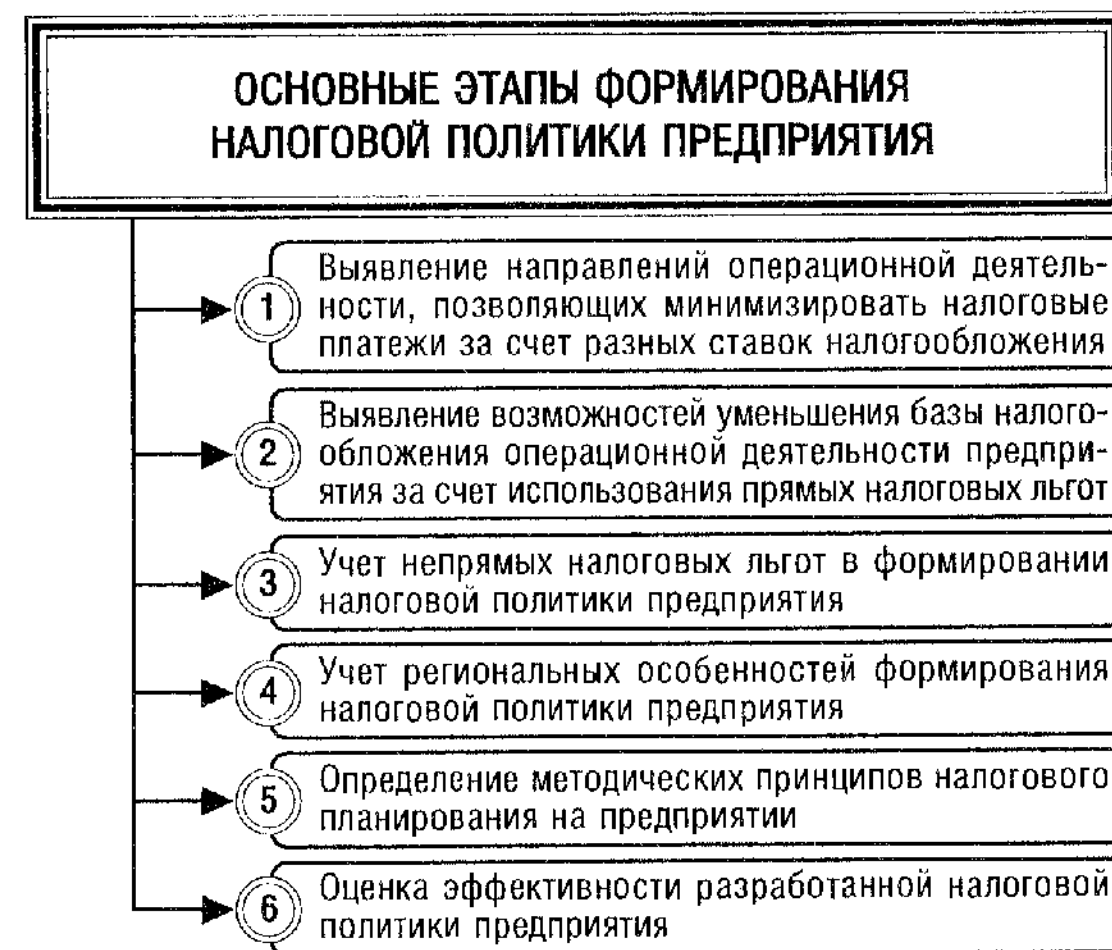 ОСНОВНЫЕ ЭТАПЫ ФОРМИРОВАНИЯ
НАЛОГОВОЙ ПОЛИТИКИ ПРЕДПРИЯТИЯ
1
Выявление направлений операционной деятель-
ности, позволяющих минимизировать налоговые
платежи за счет разных ставок налогообложения
2
Выявление возможностей уменьшения базы налого-
обложения операционной деятельности предпри-
ятия за счет использования прямых налоговых льгот
3
Учет непрямых налоговых льгот в формировании
налоговой политики предприятия
4
Учет региональных особенностей формирования
налоговой политики предприятия
5
Определение методических принципов налогового
планирования на предприятии
6
Оценка эффективности разработанной налоговой
политики предприятия